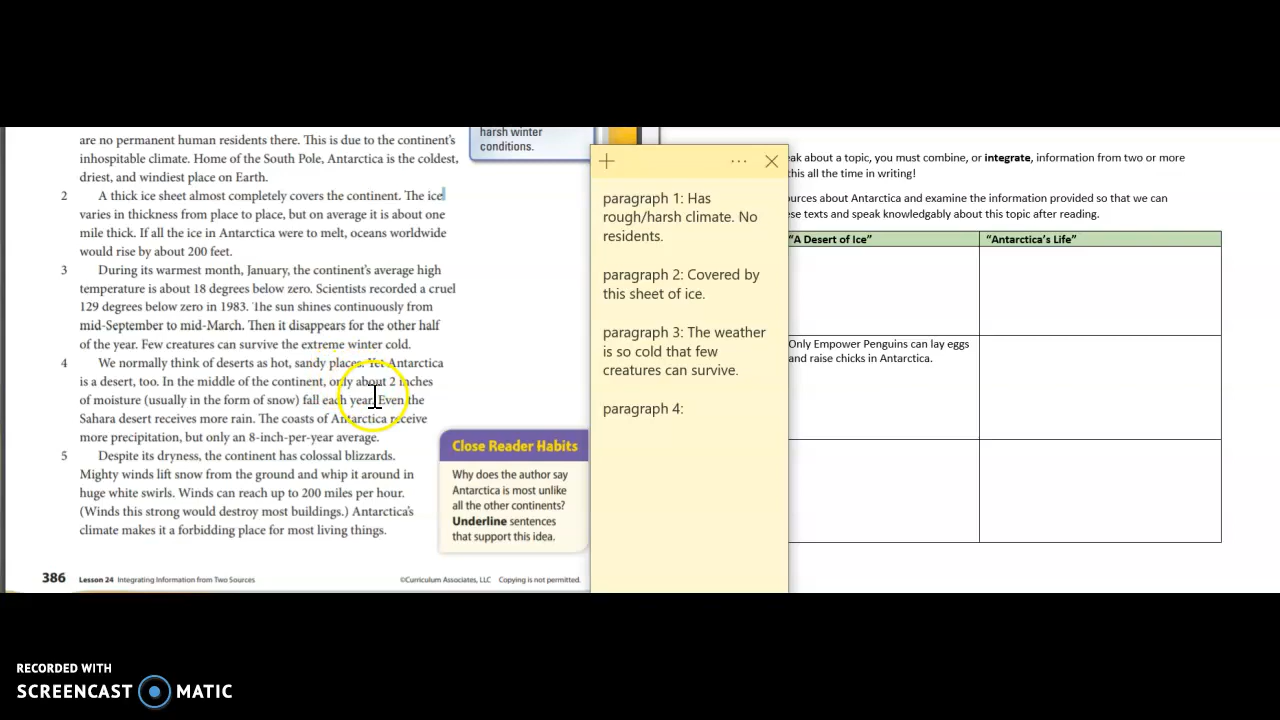 are no permanent human residents there. This is due to the continent's
inhospitable climate. Home of the South Pole, Antarctica is the coldest,
driest, and windiest place on Earth.
2 A thick ice sheet almost completely covers the continent. The ice
varies in thickness from place to place, but on average it is about one
mile thick. If all the ice in Antarctica were to melt, oceans worldwide
would rise by about 200 feet.
3 During its warmest month, January, the continent's average high
temperature is about 18 degrees below zero. Scientists recorded a cruel
129 degrees below zero in 1983. The sun shines continuously from
mid-September to mid-March. Then it disappears for the other half
of the year. Few creatures can survive the extreme winter cold.
4 We normally think of deserts as hot, sandy places. Yet Antarctica
is a desert, too. In the middle of the continent, only about 2 inches
of moisture (usually in the form of snow) fall each year. Even the
Sahara desert receives more rain. The coasts of Antarctica receive
more precipitation, but only an 8-inch-per-year average.
5 Despite its dryness, the continent has colossal blizzards.
Mighty winds lift snow from the ground and whip it around in
huge white swirls. Winds can reach up to 200 miles per hour.
(Winds this strong would destroy most buildings.) Antarctica's
climate makes it a forbidding place for most living things.
harsh winter
conditions.
Close Reader Habits
Why does the author say
Antarctica is most unlike
all the other continents?
Underline sentences
that support this idea.
386 Lesson 24 Integrating Information from Two Sources
©Curriculum Associates, LLC Copying is not permitted.
paragraph 1: Has
rough/harsh climate. No
residents.
paragraph 2: Covered by
this sheet of ice.
paragraph 3: The weather
is so cold that few
creatures can survive.
paragraph 4:
eak about a topic, you must combine, or integrate, information from two or more
this all the time in writing!
urces about Antarctica and examine the information provided so that we can
se texts and speak knowledgably about this topic after reading.
"A Desert of Ice" "Antarctica's Life"
Only Empower Penguins can lay eggs
and raise chicks in Antarctica.
RECORDED WITH
SCREENCAST MATIC